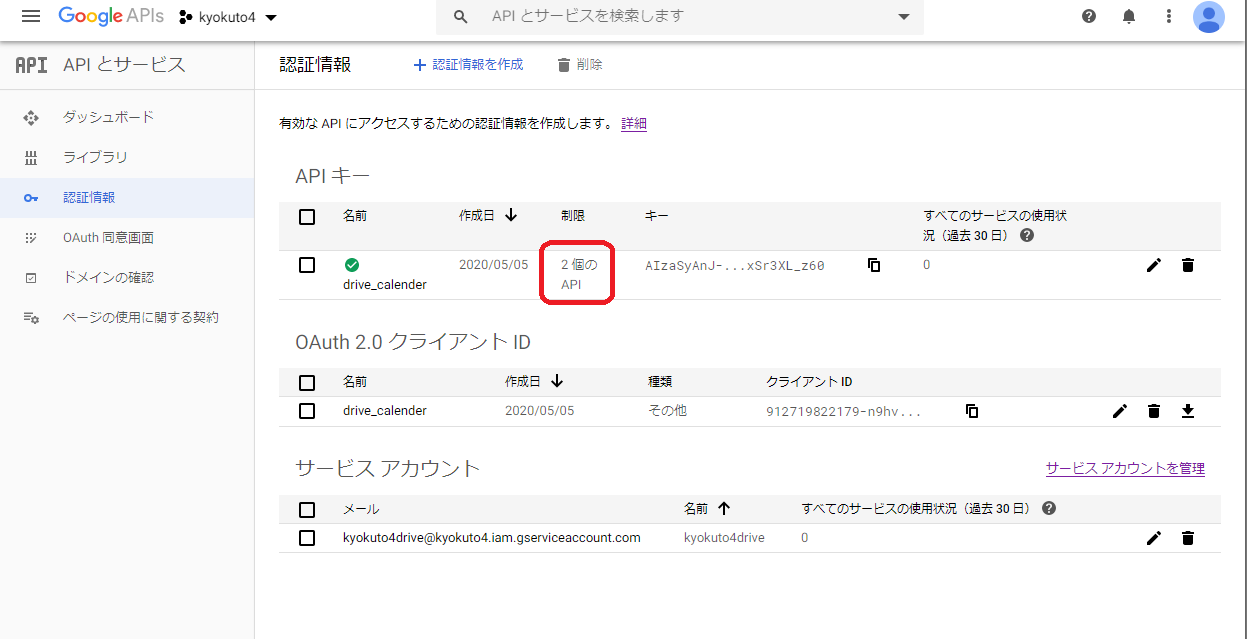 Google APIs kyokuto4 API とサービスを検索します
API API とサービス 認証情報 認証情報を作成 削除
ダッシュボード
ライブラリ
認証情報
OAuth 同意画面
ドメインの確認
ページの使用に関する契約
有効な API にアクセスするための認証情報を作成します。 詳細
API キー
名前 作成日 制限 キー すべてのサービスの使用状
況（過去 30 日）
2020/05/05 2 個の AIzaSyAnJ-...xSr3XL_z60 0
drive_calender API
OAuth 2.0 クライアント ID
名前 作成日 種類 クライアント ID
drive_calender 2020/05/05 その他 912719822179-n9hv...
サービス アカウント サービス アカウントを管理
メール 名前 すべてのサービスの使用状況（過去 30 日）
kyokuto4drive@kyokuto4.iam.gserviceaccount.com kyokuto4drive 0